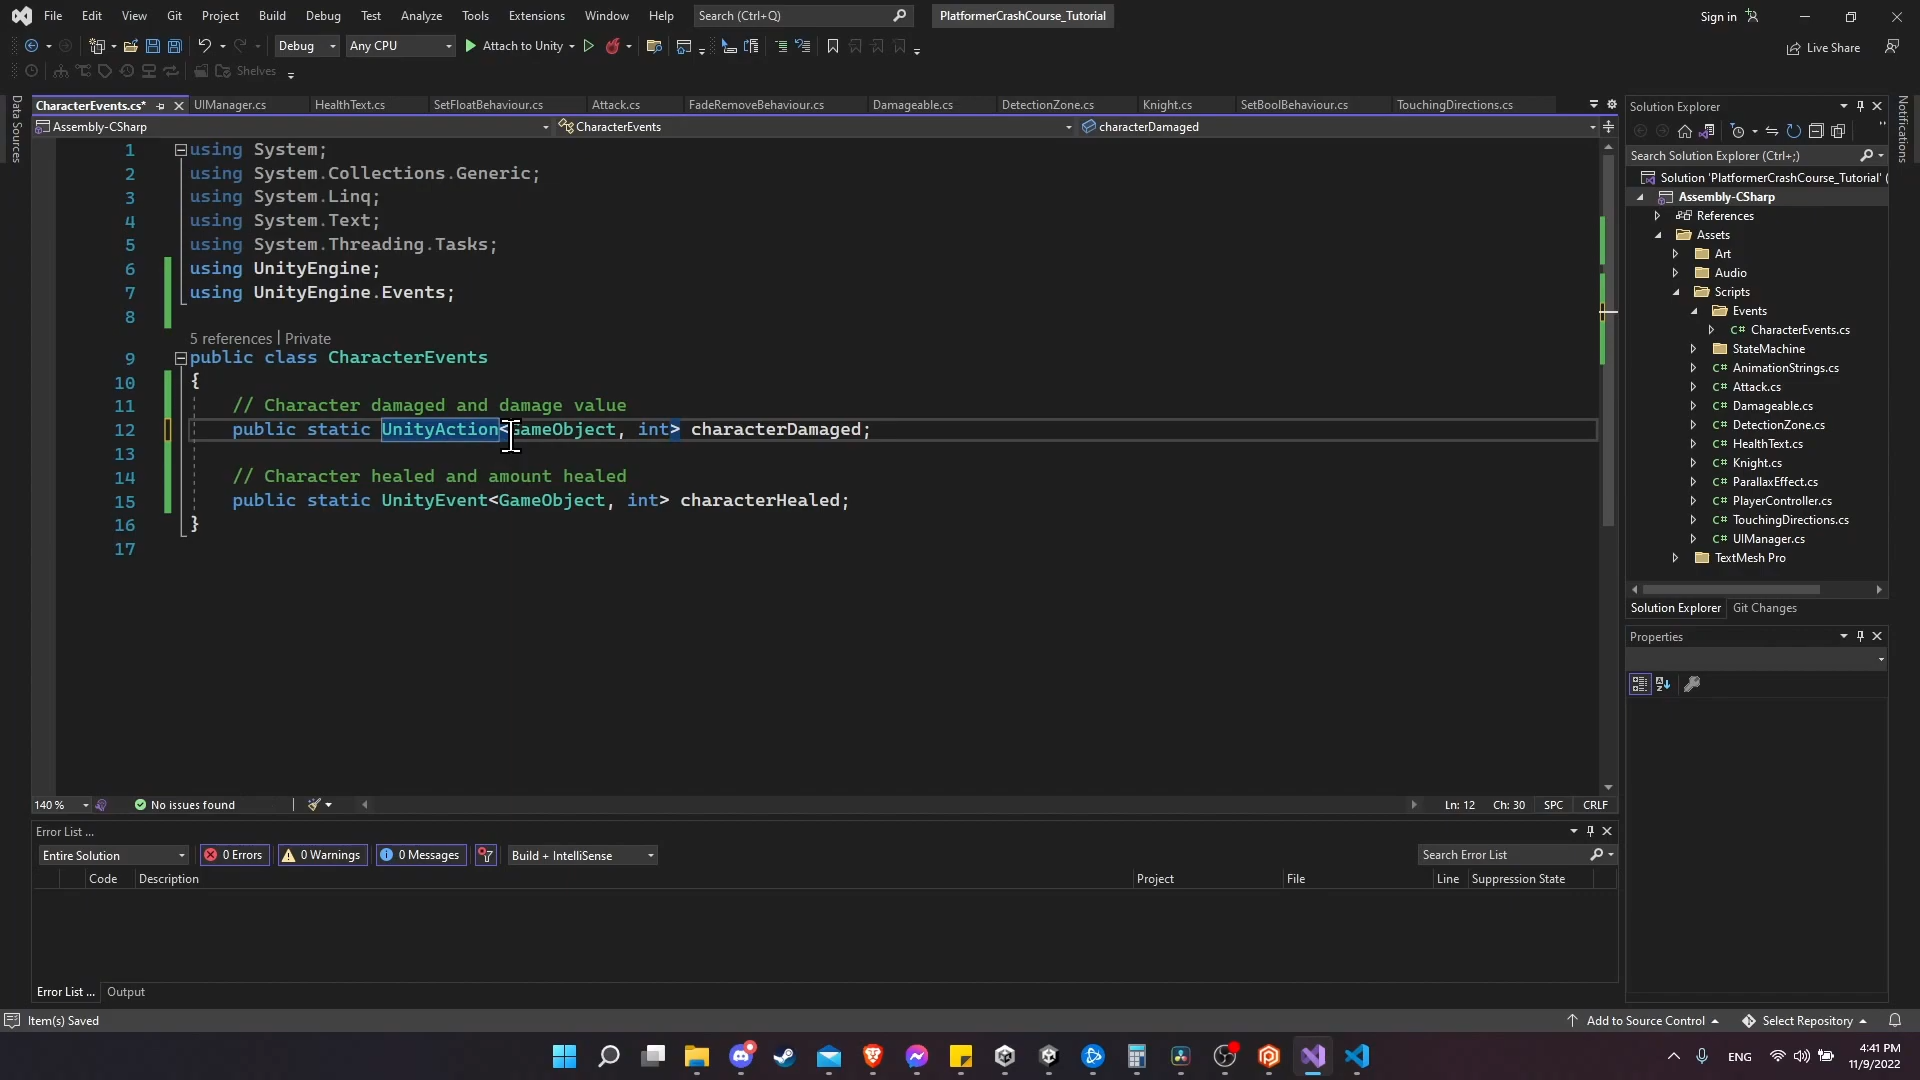 File Edit View Git Project Build Debug Test Analyze Tools Extensions Window Help Search (Ctrl+Q) PlatformerCrashCourse_Tutorial Sign in
Debug Any CPU Attach to Unity Live Share
Shelves
CharacterEvents.cs* UIManager.cs HealthText.cs SetFloatBehaviour.cs Attack.cs FadeRemoveBehaviour.cs Damageable.cs DetectionZone.cs Knight.cs SetBoolBehaviour.cs TouchingDirections.cs
Assembly-CSharp CharacterEvents characterDamaged
Data Sources
1 using System;
2 using System.Collections.Generic;
3 using System.Linq;
4 using System.Text;
5 using System.Threading.Tasks;
6 using UnityEngine;
7 using UnityEngine.Events;
8
5 references | Private
9 public class CharacterEvents
10 {
11 // Character damaged and damage value
12 public static UnityAction<GameObject, int> characterDamaged;
13
14 // Character healed and amount healed
15 public static UnityEvent<GameObject, int> characterHealed;
16 }
17
140 % No issues found Ln: 12 Ch: 30 SPC CRLF
Error List ...
Entire Solution 0 Errors 0 Warnings 0 Messages Build + IntelliSense Search Error List
Code Description Project File Line Suppression State
Error List ... Output
Solution Explorer
Search Solution Explorer (Ctrl+;)
Solution 'PlatformerCrashCourse_Tutorial' (
Assembly-CSharp
References
Assets
Art
Audio
Scripts
Events
C# CharacterEvents.cs
StateMachine
C# AnimationStrings.cs
C# Attack.cs
C# Damageable.cs
C# DetectionZone.cs
C# HealthText.cs
C# Knight.cs
C# ParallaxEffect.cs
C# PlayerController.cs
C# TouchingDirections.cs
C# UIManager.cs
TextMesh Pro
Solution Explorer Git Changes
Properties
Notifications
Item(s) Saved Add to Source Control Select Repository
ENG 4:41 PM
11/9/2022